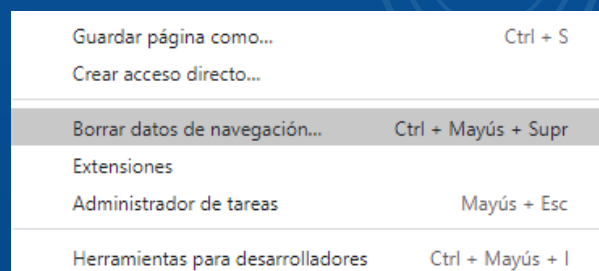 Guardar página como... Ctrl + S
Crear acceso directo...
Borrar datos de navegación... Ctrl + Mayús + Supr
Extensiones
Administrador de tareas Mayús + Esc
Herramientas para desarrolladores Ctrl + Mayús + I